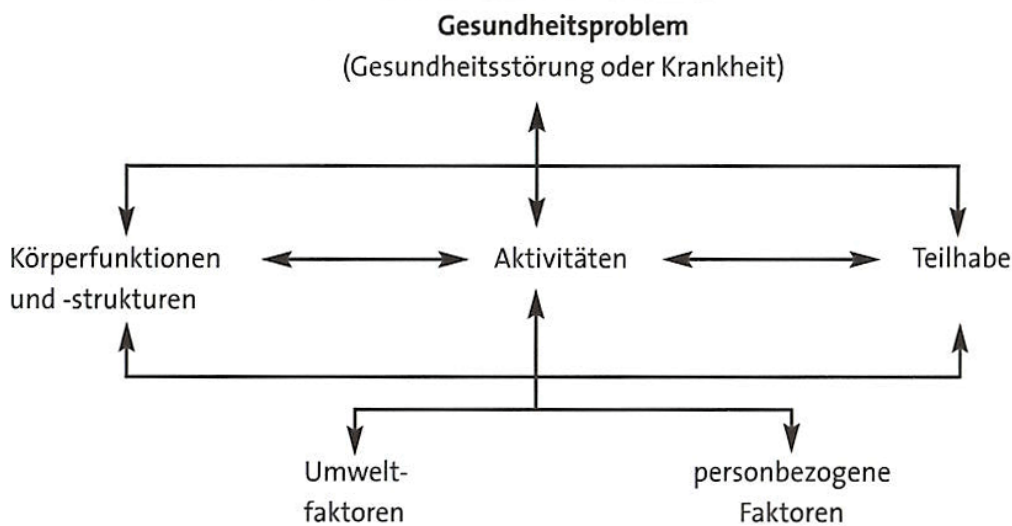 Gesundheitsproblem
(Gesundheitsstörung oder Krankheit)
Körperfunktionen
und -strukturen
Aktivitäten
Teilhabe
Umwelt-
faktoren
personbezogene
Faktoren